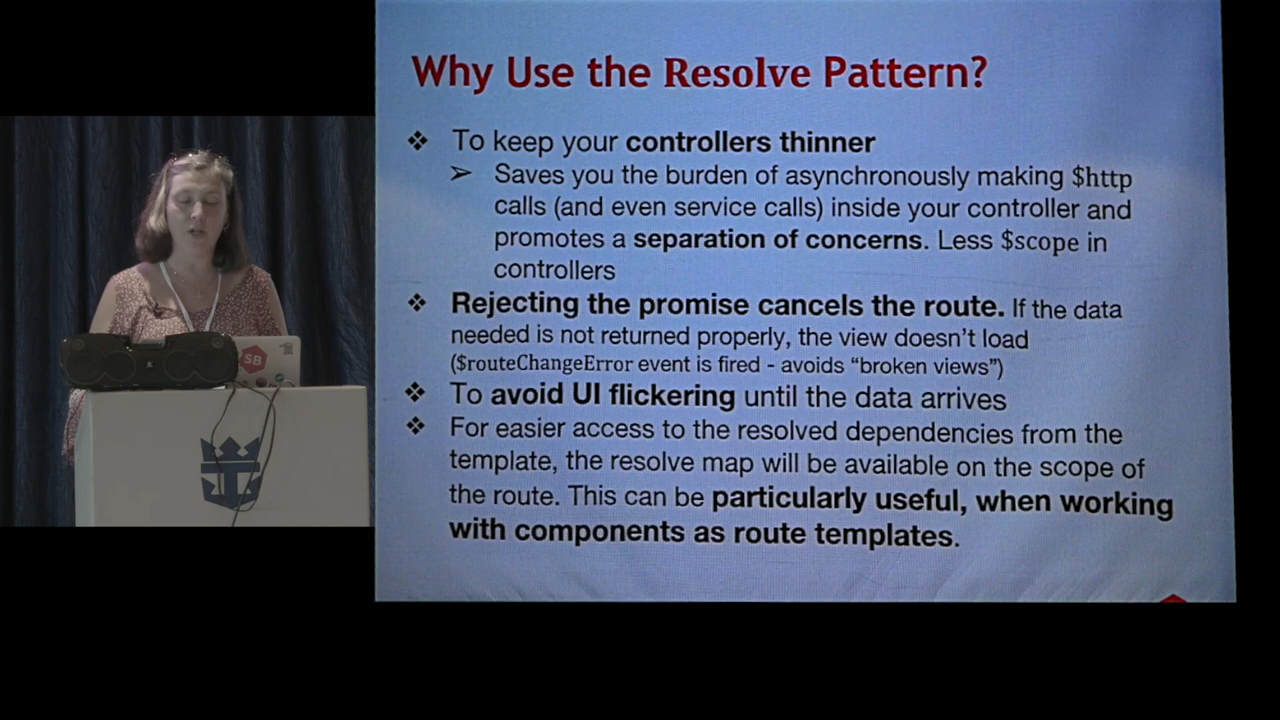 Why Use the Resolve Pattern?
❖ To keep your controllers thinner
➢ Saves you the burden of asynchronously making $http
calls (and even service calls) inside your controller and
promotes a separation of concerns. Less $scope in
controllers
❖ Rejecting the promise cancels the route. If the data
needed is not returned properly, the view doesn’t load
($routeChangeError event is fired - avoids “broken views”)
❖ To avoid UI flickering until the data arrives
❖ For easier access to the resolved dependencies from the
template, the resolve map will be available on the scope of
the route. This can be particularly useful, when working
with components as route templates.
SB